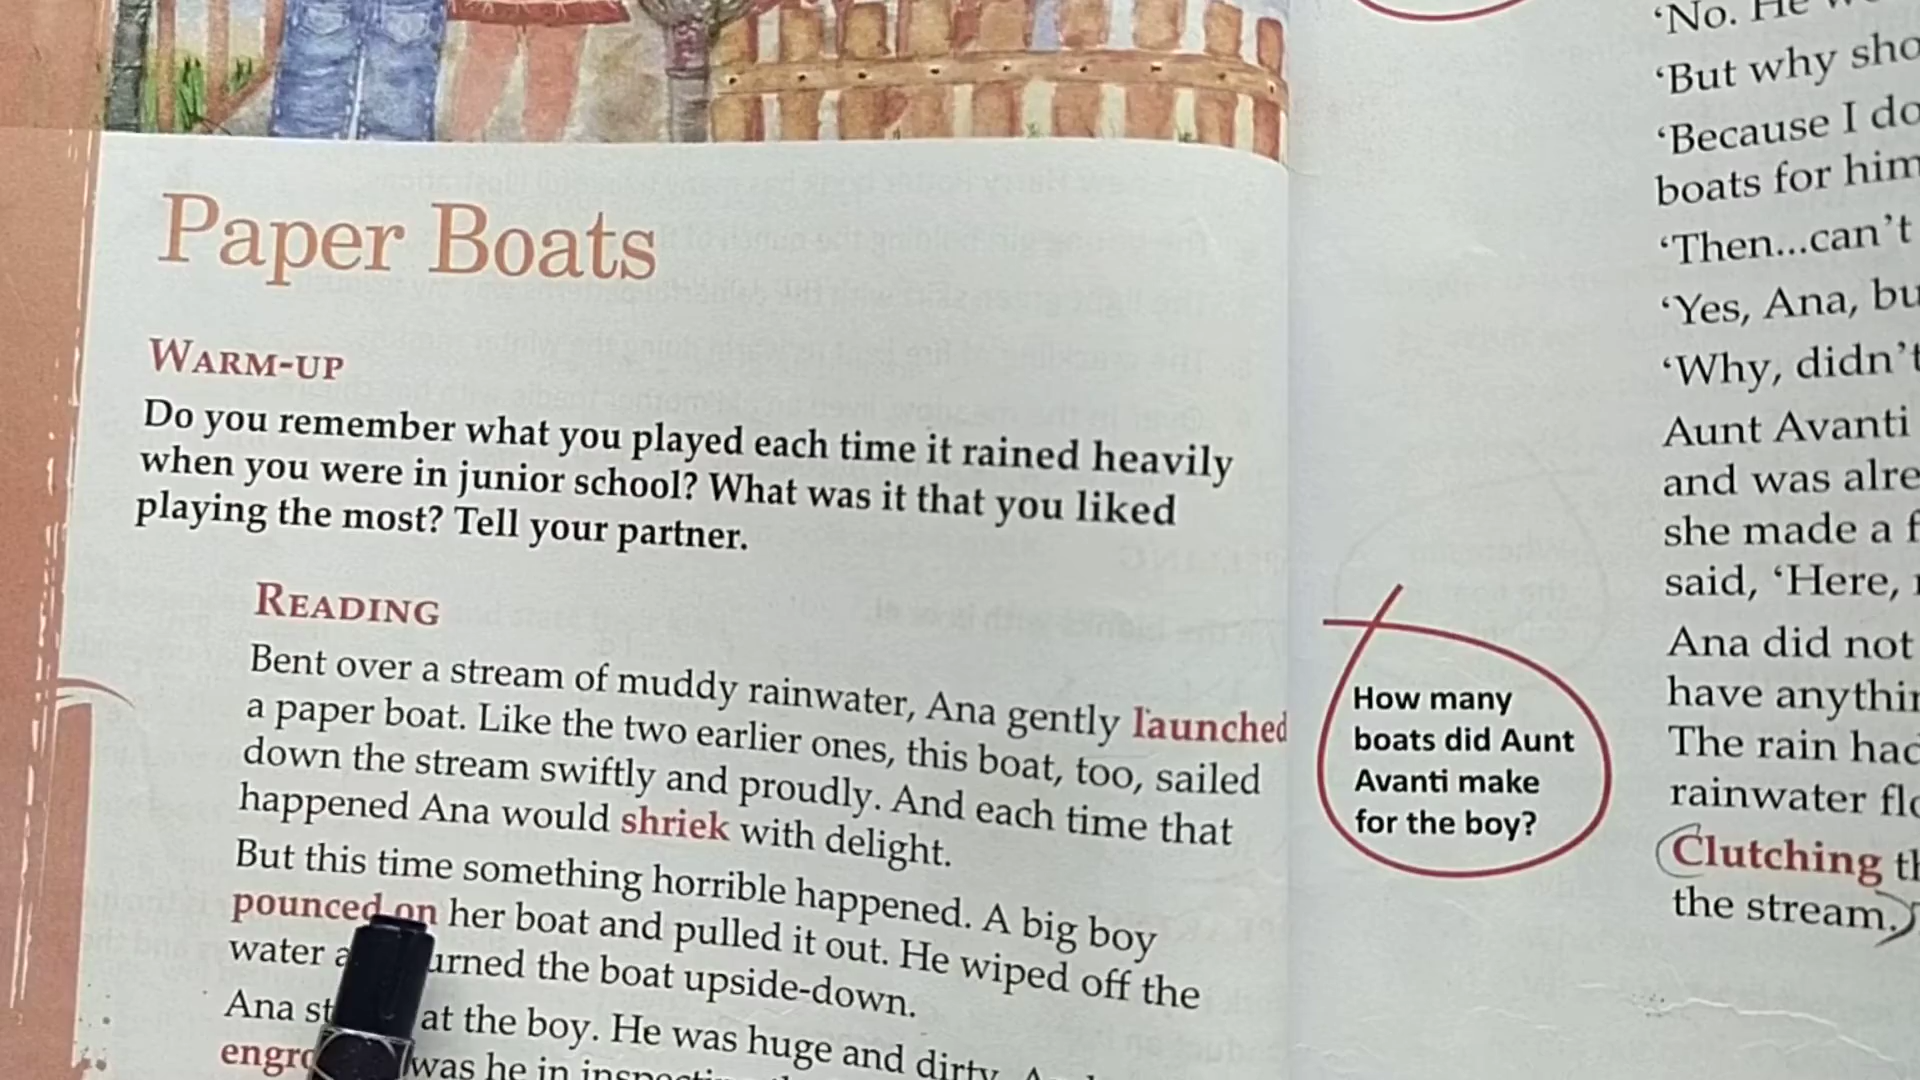 Paper Boats
WARM-UP
Do you remember what you played each time it rained heavily
when you were in junior school? What was it that you liked
playing the most? Tell your partner.
READING
Bent over a stream of muddy rainwater, Ana gently launched
a paper boat. Like the two earlier ones, this boat, too, sailed
down the stream swiftly and proudly. And each time that
happened Ana would shriek with delight.
But this time something horrible happened. A big boy
pounced on her boat and pulled it out. He wiped off the
water urned the boat upside-down.
Ana at the boy. He was huge and dirty.
was he in
How many
boats did Aunt
Avanti make
for the boy?
'No. He
'But why
'Because I
boats for him
'Then...can't
'Yes, Ana,
'Why, didn't
Aunt Avanti
and was
she made a
said, 'Here,
Ana did not
have
The rain
rainwater
Clutching
the stream.